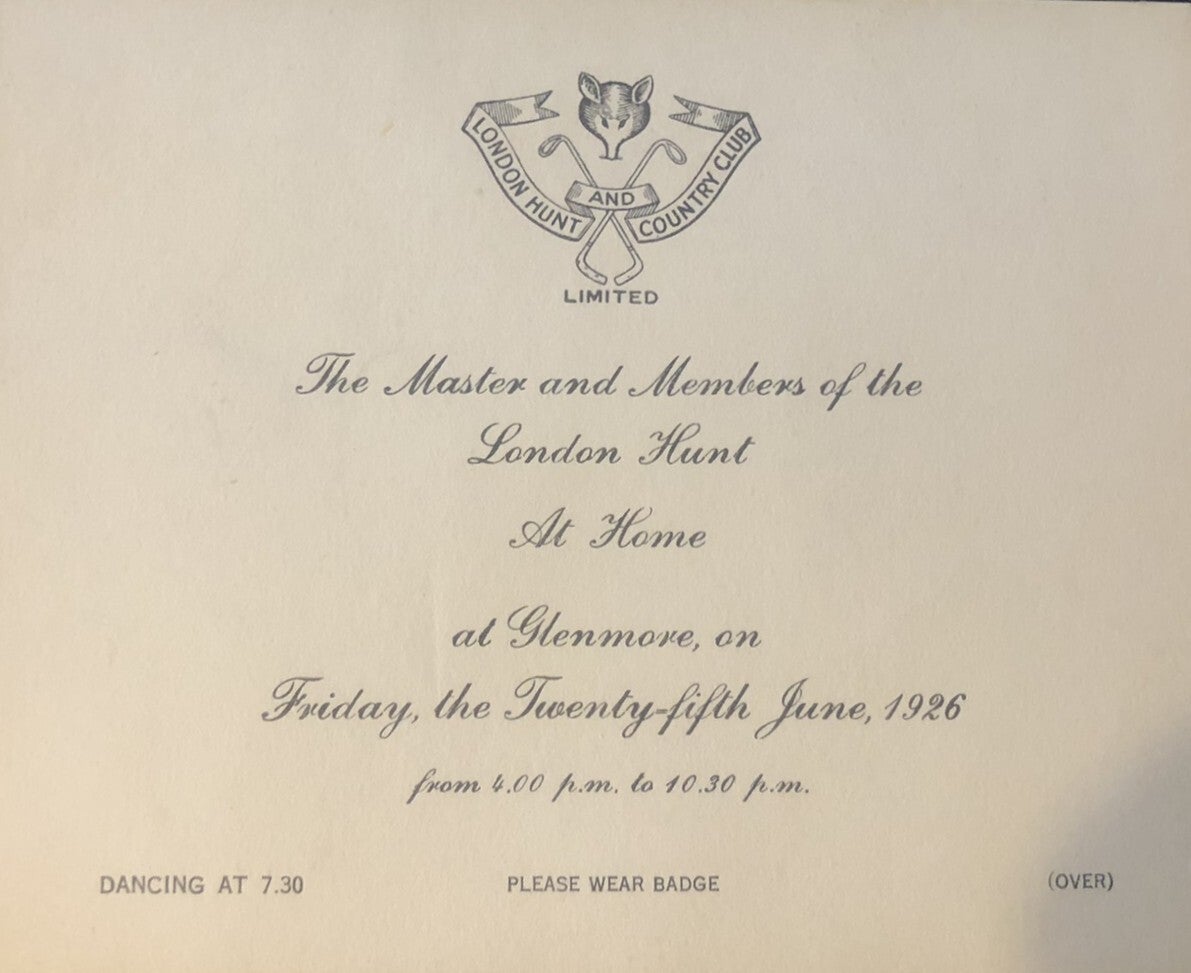 LONDON HUNT AND COUNTRY CLUB
LIMITED
The Master and Members of the
London Hunt
At Home
at Glenmore, on
Friday, the Twenty-fifth June, 1926
from 4.00 p.m. to 10.30 p.m.
DANCING AT 7.30 PLEASE WEAR BADGE (OVER)